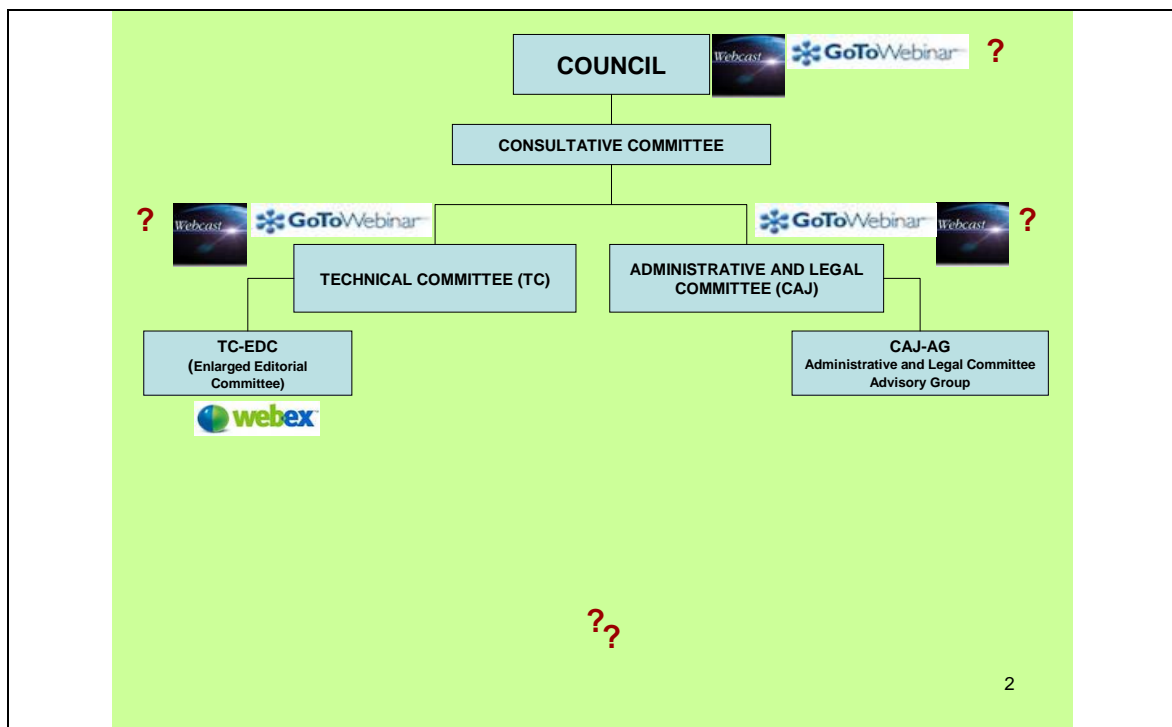 COUNCIL
Webcast
GoToWebinar
?
CONSULTATIVE COMMITTEE
?
Webcast
GoToWebinar
GoToWebinar
Webcast
?
TECHNICAL COMMITTEE (TC)
ADMINISTRATIVE AND LEGAL
COMMITTEE (CAJ)
TC-EDC
(Enlarged Editorial
Committee)
CAJ-AG
Administrative and Legal Committee
Advisory Group
webex
?
?
2